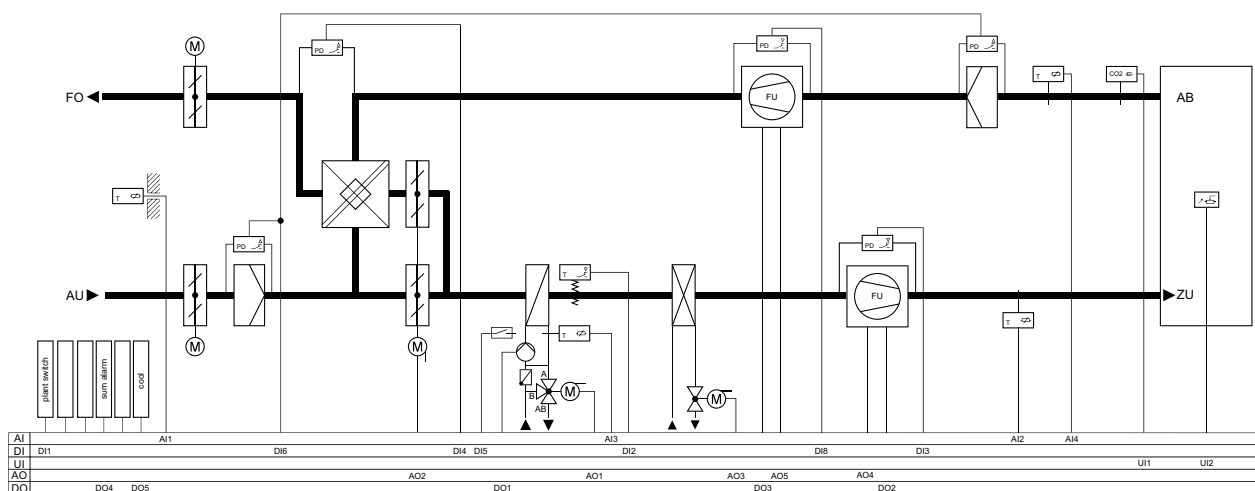 M
PD
PD
PD
FO
FU
T
CO2
AB
T
PD
PD
AU
T
FU
ZU
M
M
T
T
plant switch
sum alarm
cool
A
B
M
M
AB
AI AI1 AI3 AI2 AI4
DI DI1 DI6 DI4 DI5 DI2 DI8 DI3
UI UI1 UI2
AO AO2 AO1 AO3 AO5 AO4
DO DO4 DO5 DO1 DO3 DO2